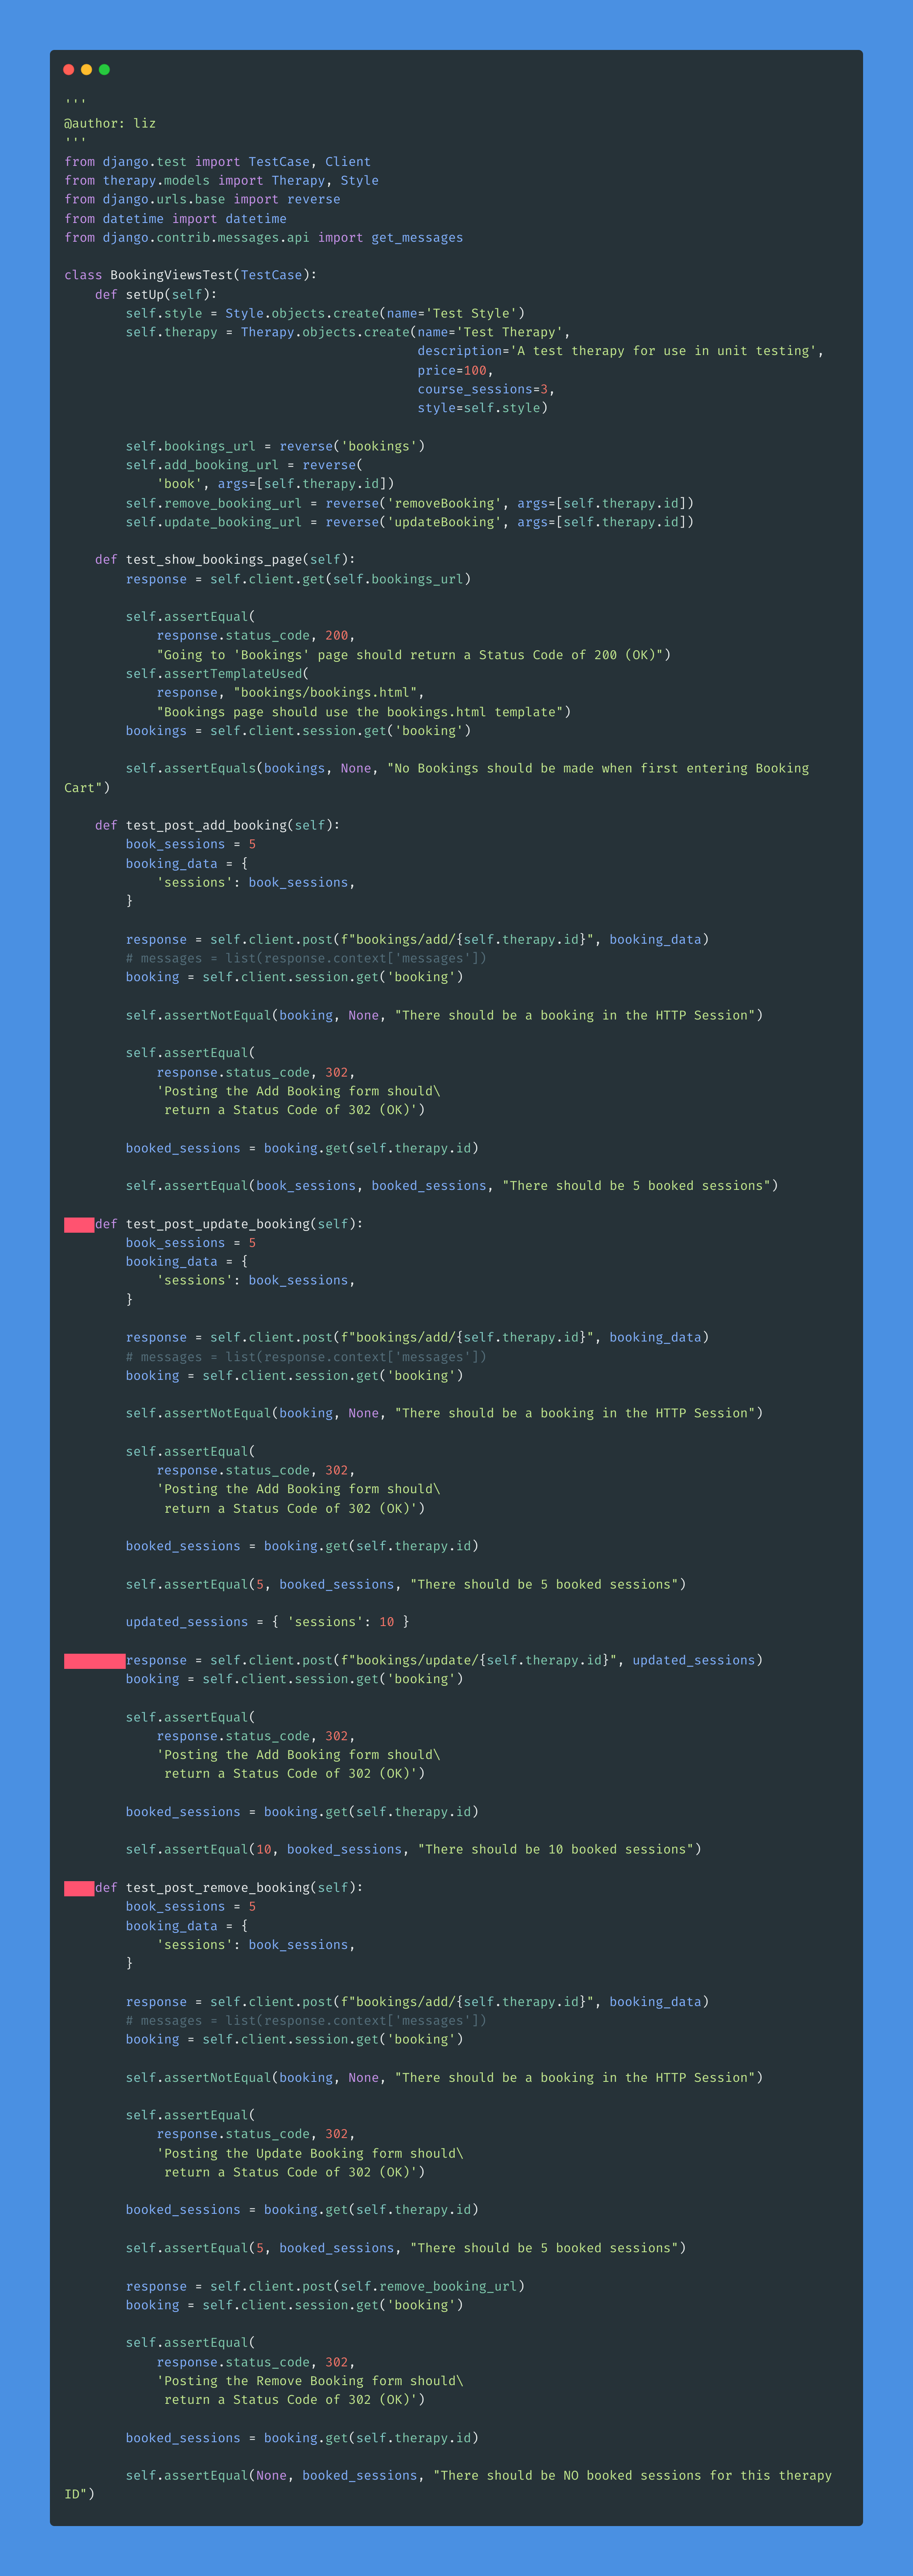 '''
@author: liz
'''
from django.test import TestCase, Client
from therapy.models import Therapy, Style
from django.urls.base import reverse
from datetime import datetime
from django.contrib.messages.api import get_messages

class BookingViewsTest(TestCase):
    def setUp(self):
        self.style = Style.objects.create(name='Test Style')
        self.therapy = Therapy.objects.create(name='Test Therapy',
                                              description='A test therapy for use in unit testing',
                                              price=100,
                                              course_sessions=3,
                                              style=self.style)

        self.bookings_url = reverse('bookings')
        self.add_booking_url = reverse(
            'book', args=[self.therapy.id])
        self.remove_booking_url = reverse('removeBooking', args=[self.therapy.id])
        self.update_booking_url = reverse('updateBooking', args=[self.therapy.id])

    def test_show_bookings_page(self):
        response = self.client.get(self.bookings_url)

        self.assertEqual(
            response.status_code, 200,
            "Going to 'Bookings' page should return a Status Code of 200 (OK)")
        self.assertTemplateUsed(
            response, "bookings/bookings.html",
            "Bookings page should use the bookings.html template")
        bookings = self.client.session.get('booking')

        self.assertEquals(bookings, None, "No Bookings should be made when first entering Booking
Cart")

    def test_post_add_booking(self):
        book_sessions = 5
        booking_data = {
            'sessions': book_sessions,
        }

        response = self.client.post(f"bookings/add/{self.therapy.id}", booking_data)
        # messages = list(response.context['messages'])
        booking = self.client.session.get('booking')

        self.assertNotEqual(booking, None, "There should be a booking in the HTTP Session")

        self.assertEqual(
            response.status_code, 302,
            'Posting the Add Booking form should\
             return a Status Code of 302 (OK)')

        booked_sessions = booking.get(self.therapy.id)

        self.assertEqual(book_sessions, booked_sessions, "There should be 5 booked sessions")

    def test_post_update_booking(self):
        book_sessions = 5
        booking_data = {
            'sessions': book_sessions,
        }

        response = self.client.post(f"bookings/add/{self.therapy.id}", booking_data)
        # messages = list(response.context['messages'])
        booking = self.client.session.get('booking')

        self.assertNotEqual(booking, None, "There should be a booking in the HTTP Session")

        self.assertEqual(
            response.status_code, 302,
            'Posting the Add Booking form should\
             return a Status Code of 302 (OK)')

        booked_sessions = booking.get(self.therapy.id)

        self.assertEqual(5, booked_sessions, "There should be 5 booked sessions")

        updated_sessions = { 'sessions': 10 }

        response = self.client.post(f"bookings/update/{self.therapy.id}", updated_sessions)
        booking = self.client.session.get('booking')

        self.assertEqual(
            response.status_code, 302,
            'Posting the Add Booking form should\
             return a Status Code of 302 (OK)')

        booked_sessions = booking.get(self.therapy.id)

        self.assertEqual(10, booked_sessions, "There should be 10 booked sessions")

    def test_post_remove_booking(self):
        book_sessions = 5
        booking_data = {
            'sessions': book_sessions,
        }

        response = self.client.post(f"bookings/add/{self.therapy.id}", booking_data)
        # messages = list(response.context['messages'])
        booking = self.client.session.get('booking')

        self.assertNotEqual(booking, None, "There should be a booking in the HTTP Session")

        self.assertEqual(
            response.status_code, 302,
            'Posting the Update Booking form should\
             return a Status Code of 302 (OK)')

        booked_sessions = booking.get(self.therapy.id)

        self.assertEqual(5, booked_sessions, "There should be 5 booked sessions")

        response = self.client.post(self.remove_booking_url)
        booking = self.client.session.get('booking')

        self.assertEqual(
            response.status_code, 302,
            'Posting the Remove Booking form should\
             return a Status Code of 302 (OK)')

        booked_sessions = booking.get(self.therapy.id)

        self.assertEqual(None, booked_sessions, "There should be NO booked sessions for this therapy
ID")